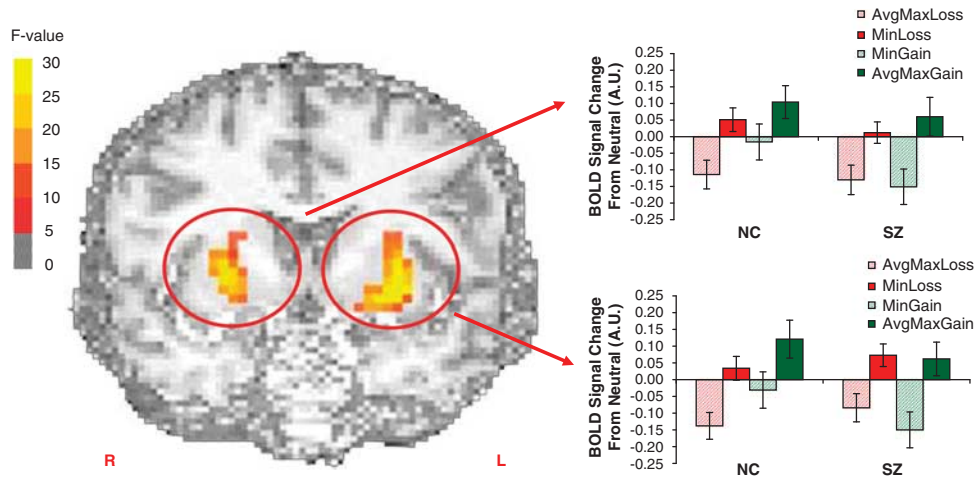 F-value
30
25
20
15
10
5
0
R
L
AvgMaxLoss
MinLoss
MinGain
AvgMaxGain
BOLD Signal Change
From Neutral (A.U.)
0.25
0.20
0.15
0.10
0.05
0.00
-0.05
-0.10
-0.15
-0.20
-0.25
NC
SZ
AvgMaxLoss
MinLoss
MinGain
AvgMaxGain
BOLD Signal Change
From Neutral (A.U.)
0.25
0.20
0.15
0.10
0.05
0.00
-0.05
-0.10
-0.15
-0.20
-0.25
NC
SZ